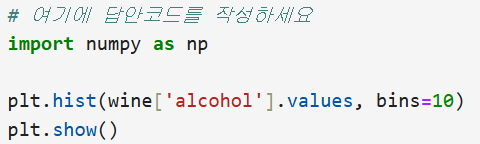 # 여기에 답안코드를 작성하세요
import numpy as np
plt.hist(wine['alcohol'].values, bins=10)
plt.show()